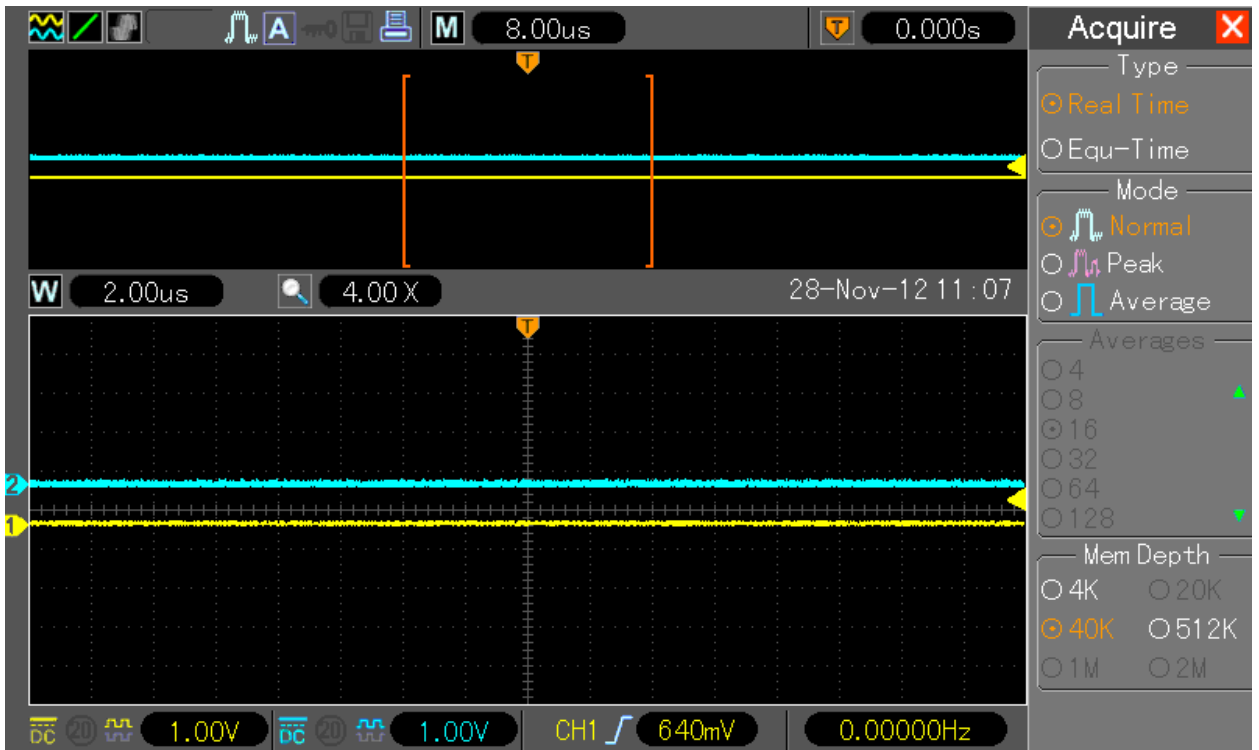 A M 8.00us T 0.000s Acquire X
T
Type
Real Time
Equ-Time
Mode
Normal
Peak
Average
W 2.00us 4.00X 28-Nov-12 11:07
T
Averages
4
8
16
32
64
128
2
1
Mem Depth
4K 20K
40K 512K
1M 2M
DC 20 1.00V DC 20 1.00V CH1 640mV 0.00000Hz